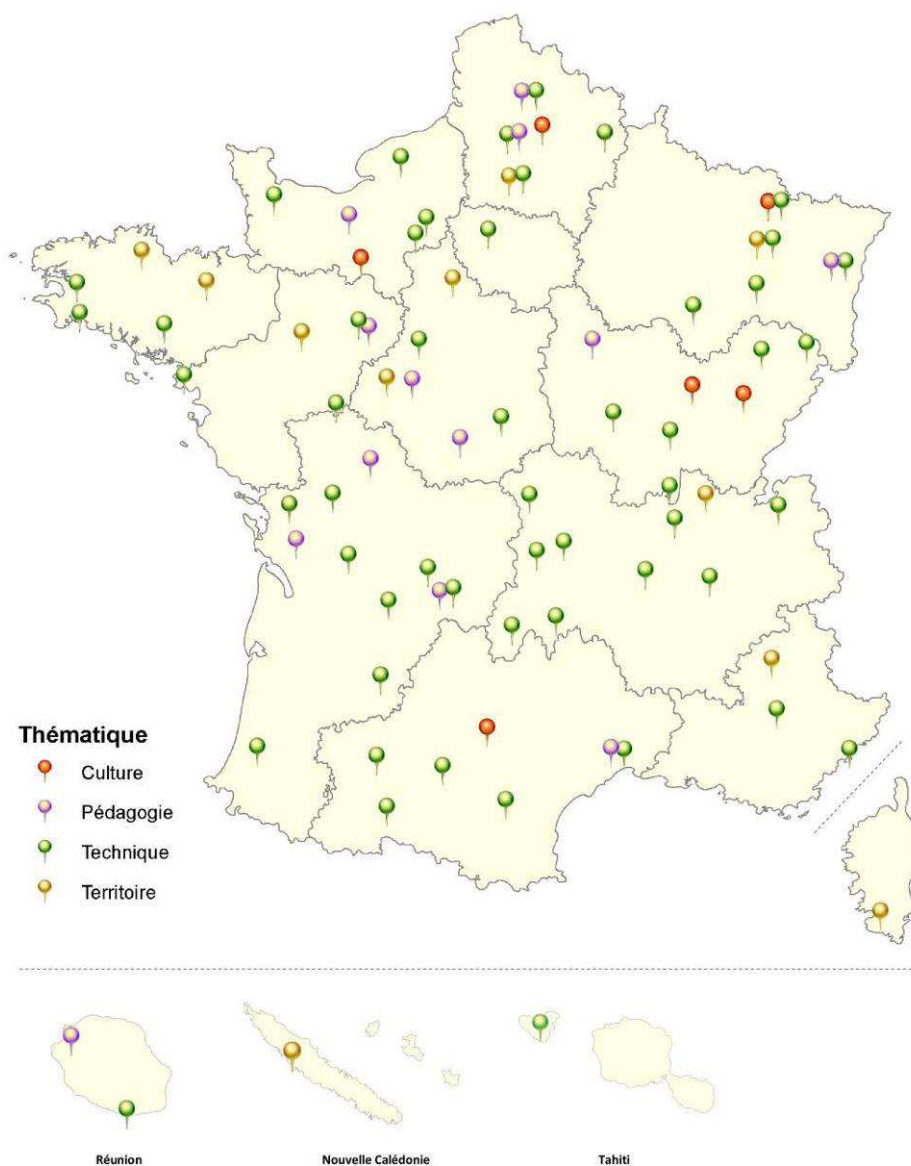 Thématique
Culture
Pédagogie
Technique
Territoire
Réunion
Nouvelle Calédonie
Tahiti